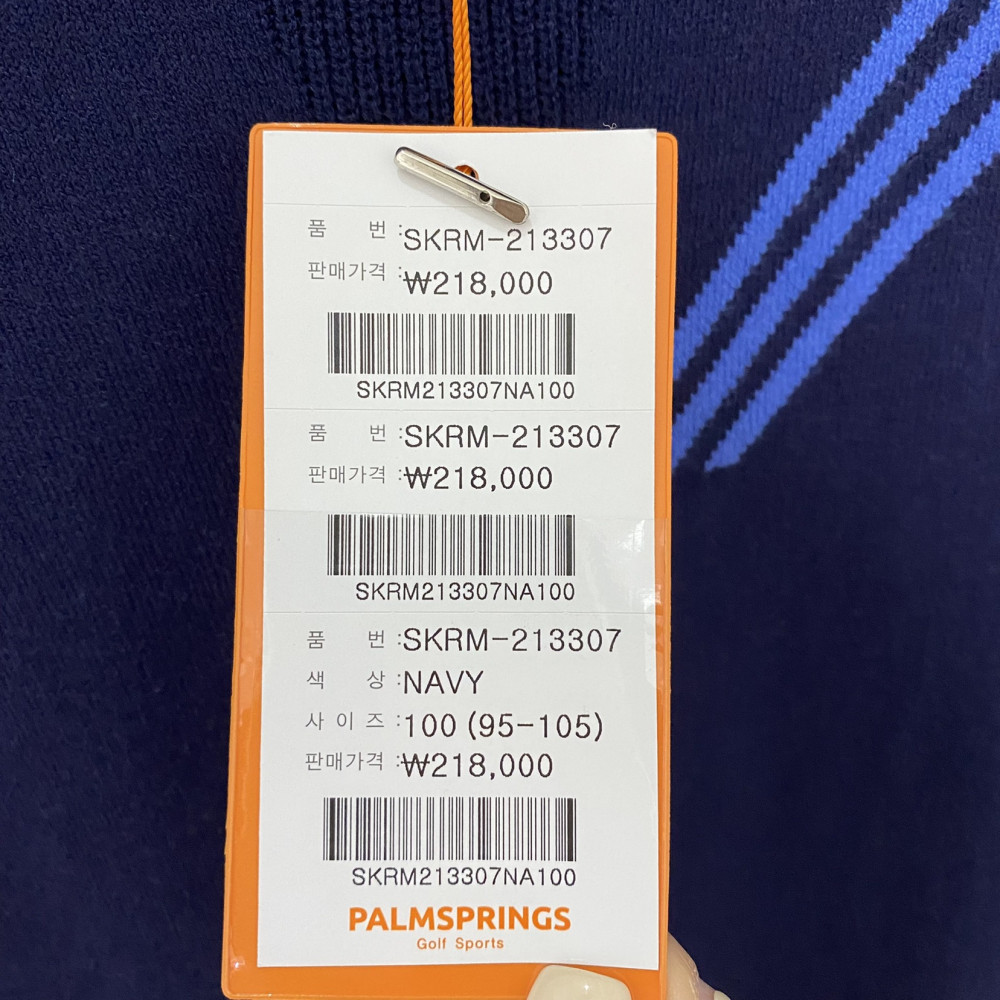 품 번 :SKRM-213307
판매가격 :₩218,000
SKRM213307NA100
품 번 :SKRM-213307
판매가격 :₩218,000
SKRM213307NA100
품 번 :SKRM-213307
색 상 :NAVY
사 이 즈 :100 (95-105)
판매가격 :₩218,000
SKRM213307NA100
PALMSPRINGS
Golf Sports